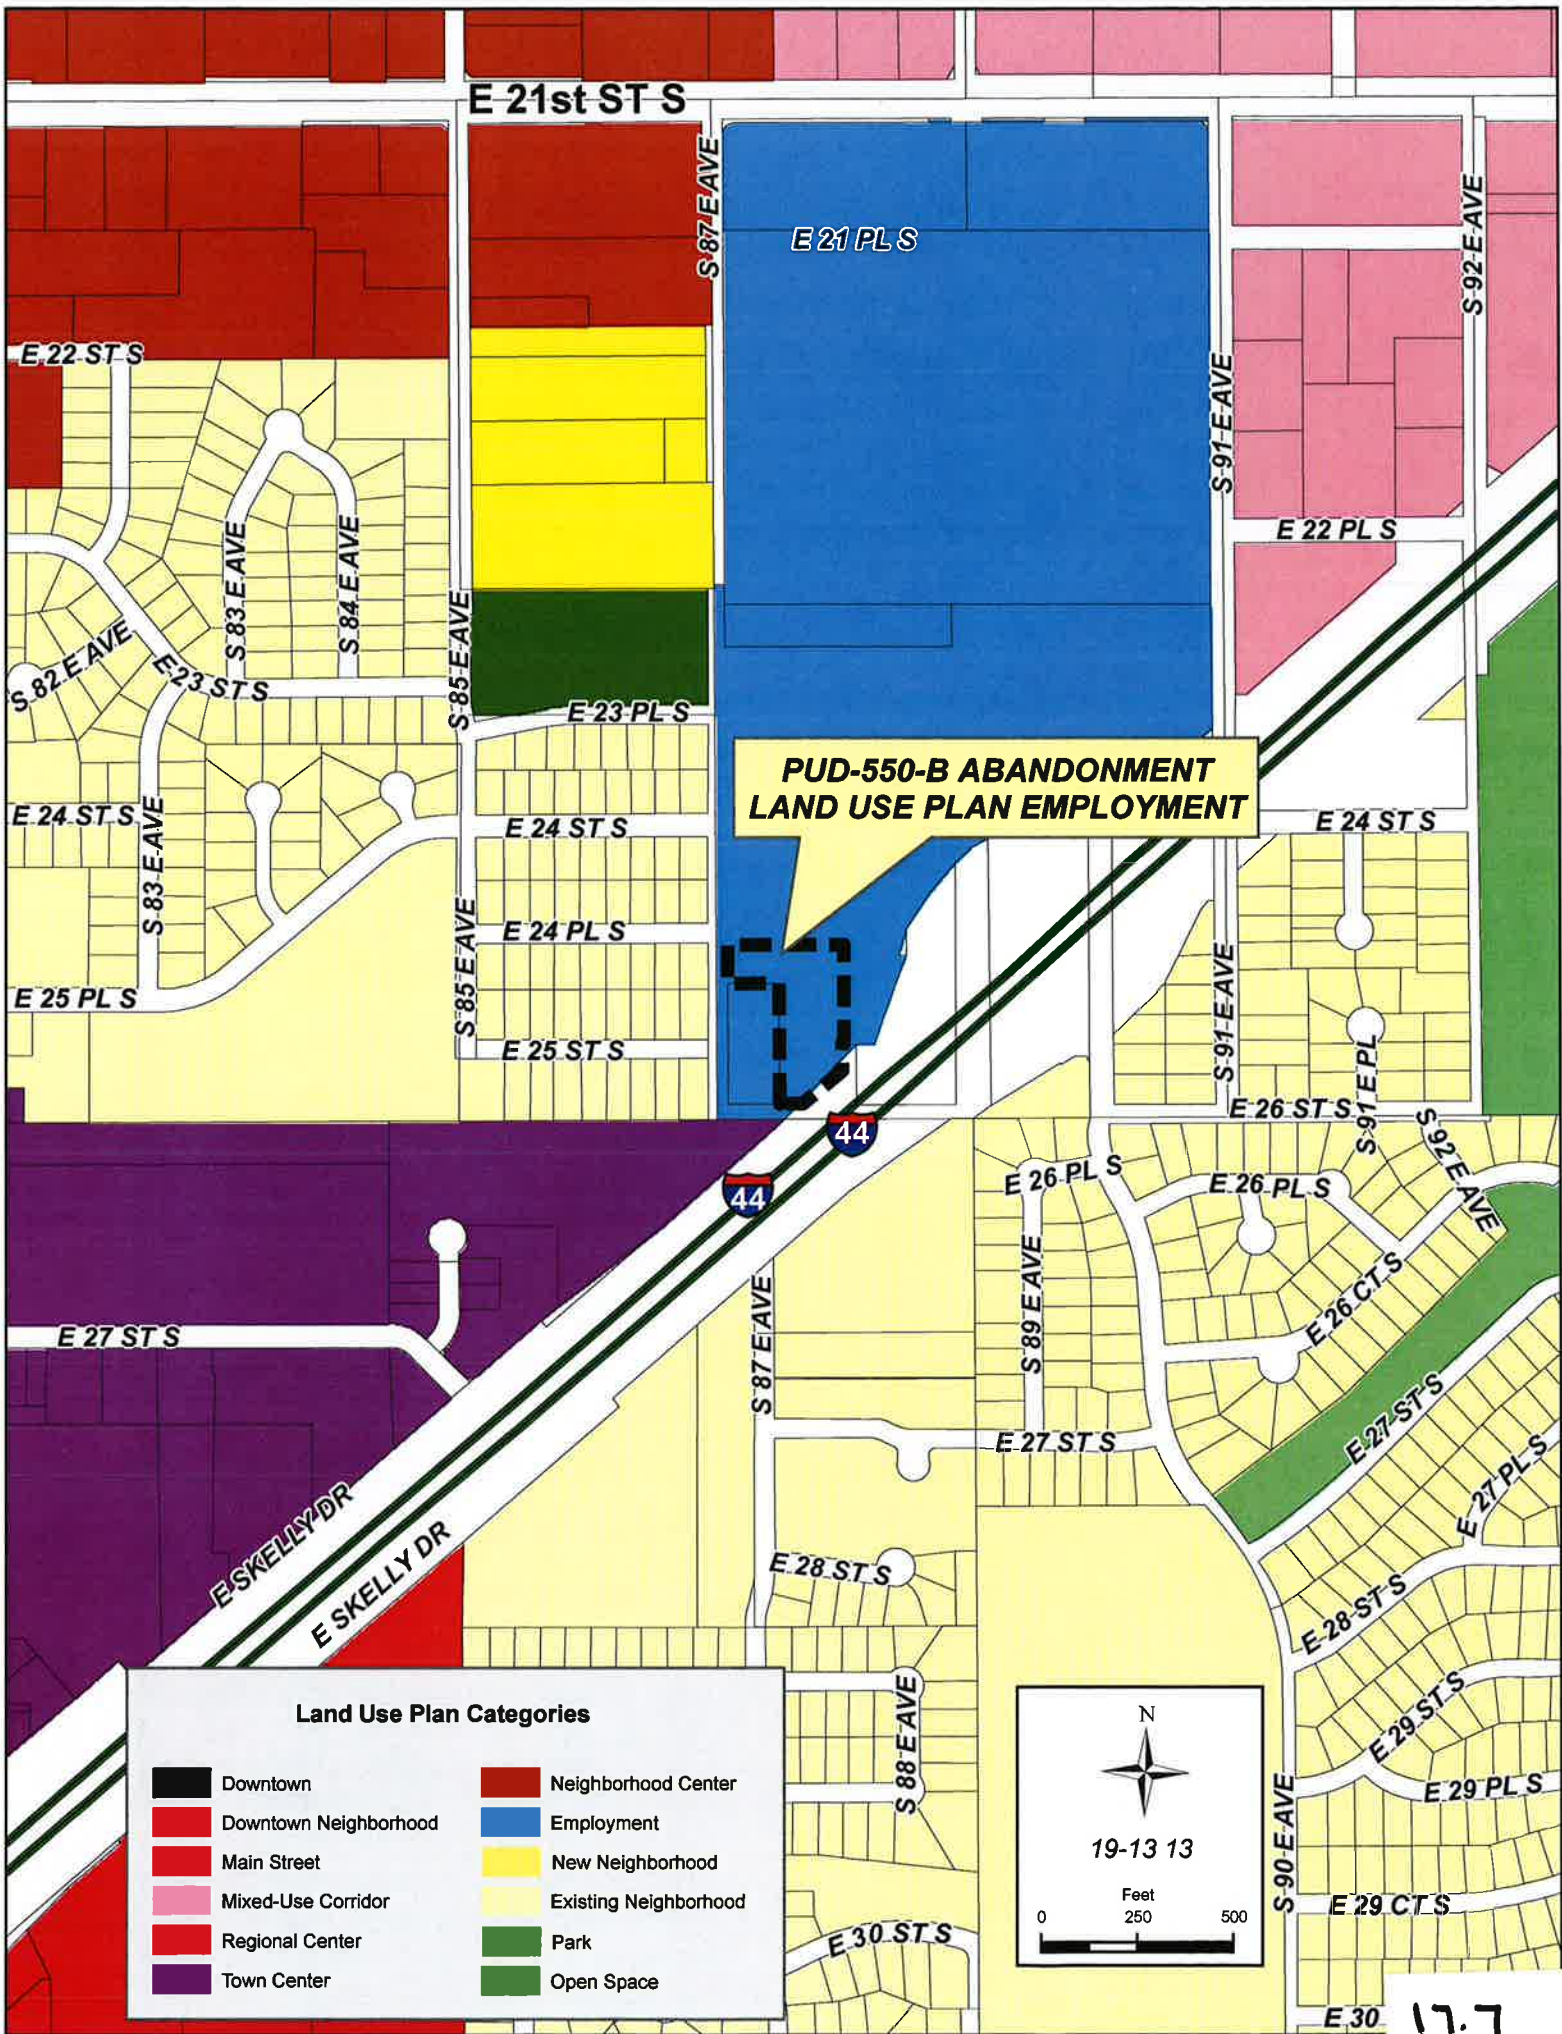 E 21st ST S
S 87 E AVE
E 21 PL S
S 92 E AVE
E 22 ST S
S 91 E AVE
E 22 PL S
S 83 E AVE
S 84 E AVE
S 85 E AVE
S 82 E AVE
E 23 ST S
E 23 PL S
PUD-550-B ABANDONMENT
LAND USE PLAN EMPLOYMENT
E 24 ST S
S 83 E AVE
E 24 ST S
E 24 ST S
E 24 PL S
S 85 E AVE
E 25 PL S
E 25 ST S
S 91 E AVE
S 91 E PL
E 26 ST S
S 92 E AVE
44
44
E 26 PL S
E 26 PL S
S 89 E AVE
E 26 CT S
E 27 ST S
S 87 E AVE
E 27 ST S
E 27 ST S
E 27 PL S
E SKELLY DR
E SKELLY DR
E 28 ST S
E 28 ST S
S 88 E AVE
E 29 ST S
E 29 PL S
S 90 E AVE
E 29 CT S
E 30 ST S
E 30
Land Use Plan Categories
Downtown
Downtown Neighborhood
Main Street
Mixed-Use Corridor
Regional Center
Town Center
Neighborhood Center
Employment
New Neighborhood
Existing Neighborhood
Park
Open Space
N
19-13 13
Feet
0 250 500
17.7